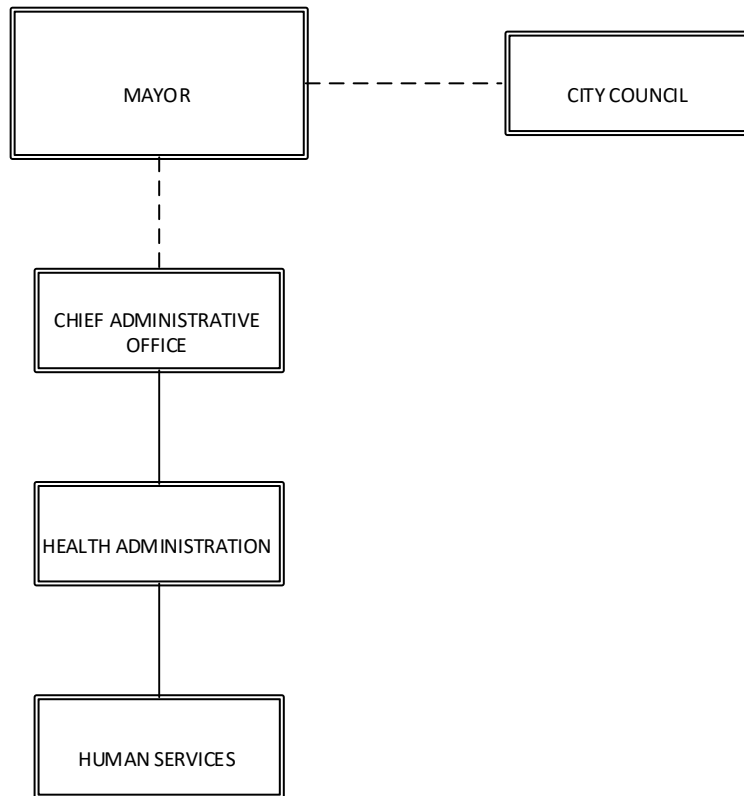 MAYOR
CITY COUNCIL
CHIEF ADMINISTRATIVE
OFFICE
HEALTH ADMINISTRATION
HUMAN SERVICES